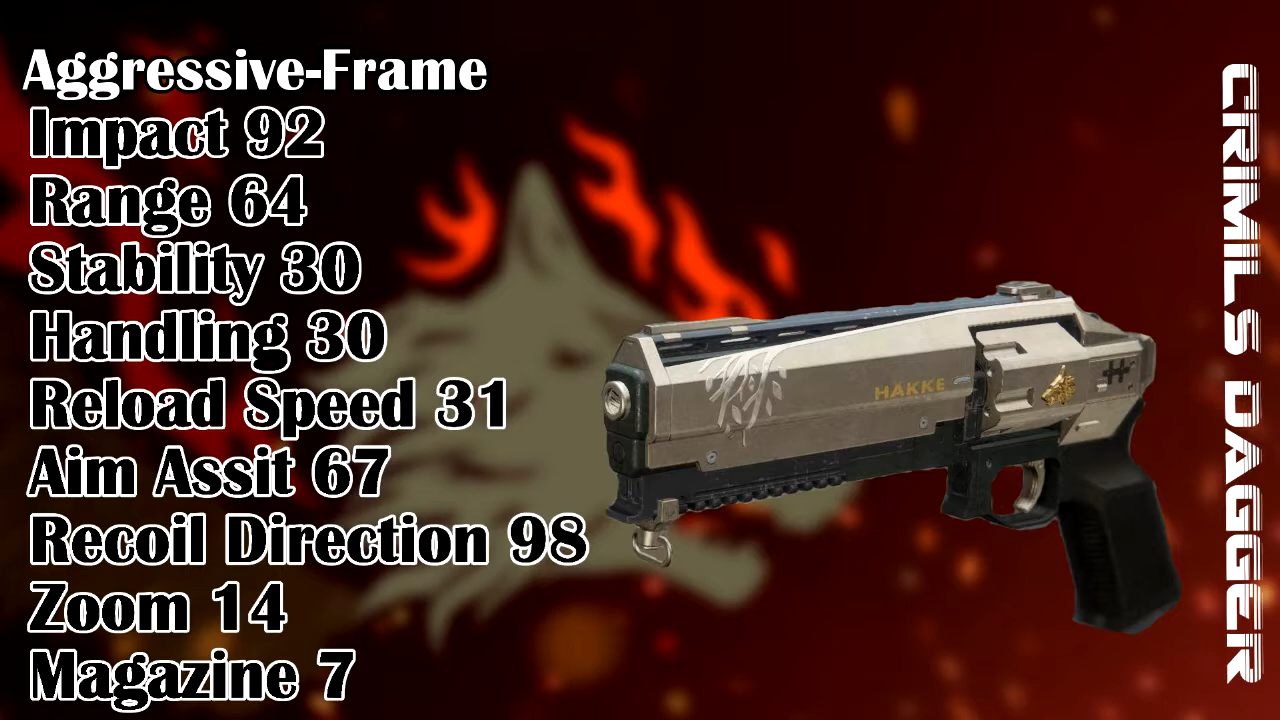 Aggressive-Frame
Impact 92
Range 64
Stability 30
Handling 30
Reload Speed 31
Aim Assit 67
Recoil Direction 98
Zoom 14
Magazine 7
HAKKE
H
CRIMILS DAGGER